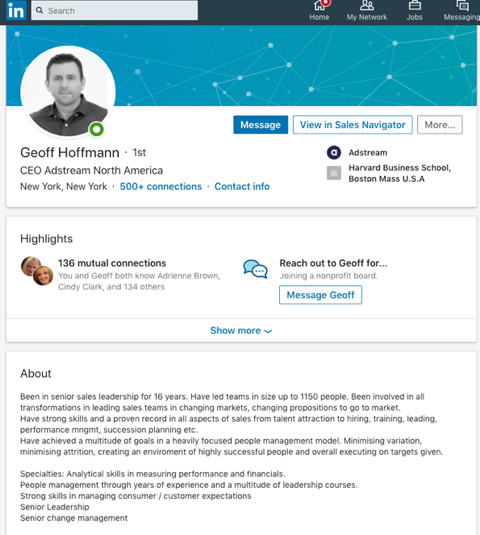 in
Search
Home
My Network
Jobs
Messaging
Message
View in Sales Navigator
More...
Geoff Hoffmann · 1st
CEO Adstream North America
New York, New York · 500+ connections · Contact info
a Adstream
Harvard Business School,
Boston Mass U.S.A
Highlights
136 mutual connections
You and Geoff both know Adrienne Brown,
Cindy Clark, and 134 others
Reach out to Geoff for...
Joining a nonprofit board.
Message Geoff
Show more
About
Been in senior sales leadership for 16 years. Have led teams in size up to 1150 people. Been involved in all
transformations in leading sales teams in changing markets, changing propositions to go to market.
Have strong skills and a proven record in all aspects of sales from talent attraction to hiring, training, leading,
performance mngmt, succession planning etc.
Have achieved a multitude of goals in a heavily focused people management model. Minimising variation,
minimising attrition, creating an enviroment of highly successful people and overall executing on targets given.
Specialties: Analytical skills in measuring performance and financials.
People management through years of experience and a multitude of leadership courses.
Strong skills in managing consumer / customer expectations
Senior Leadership
Senior change management